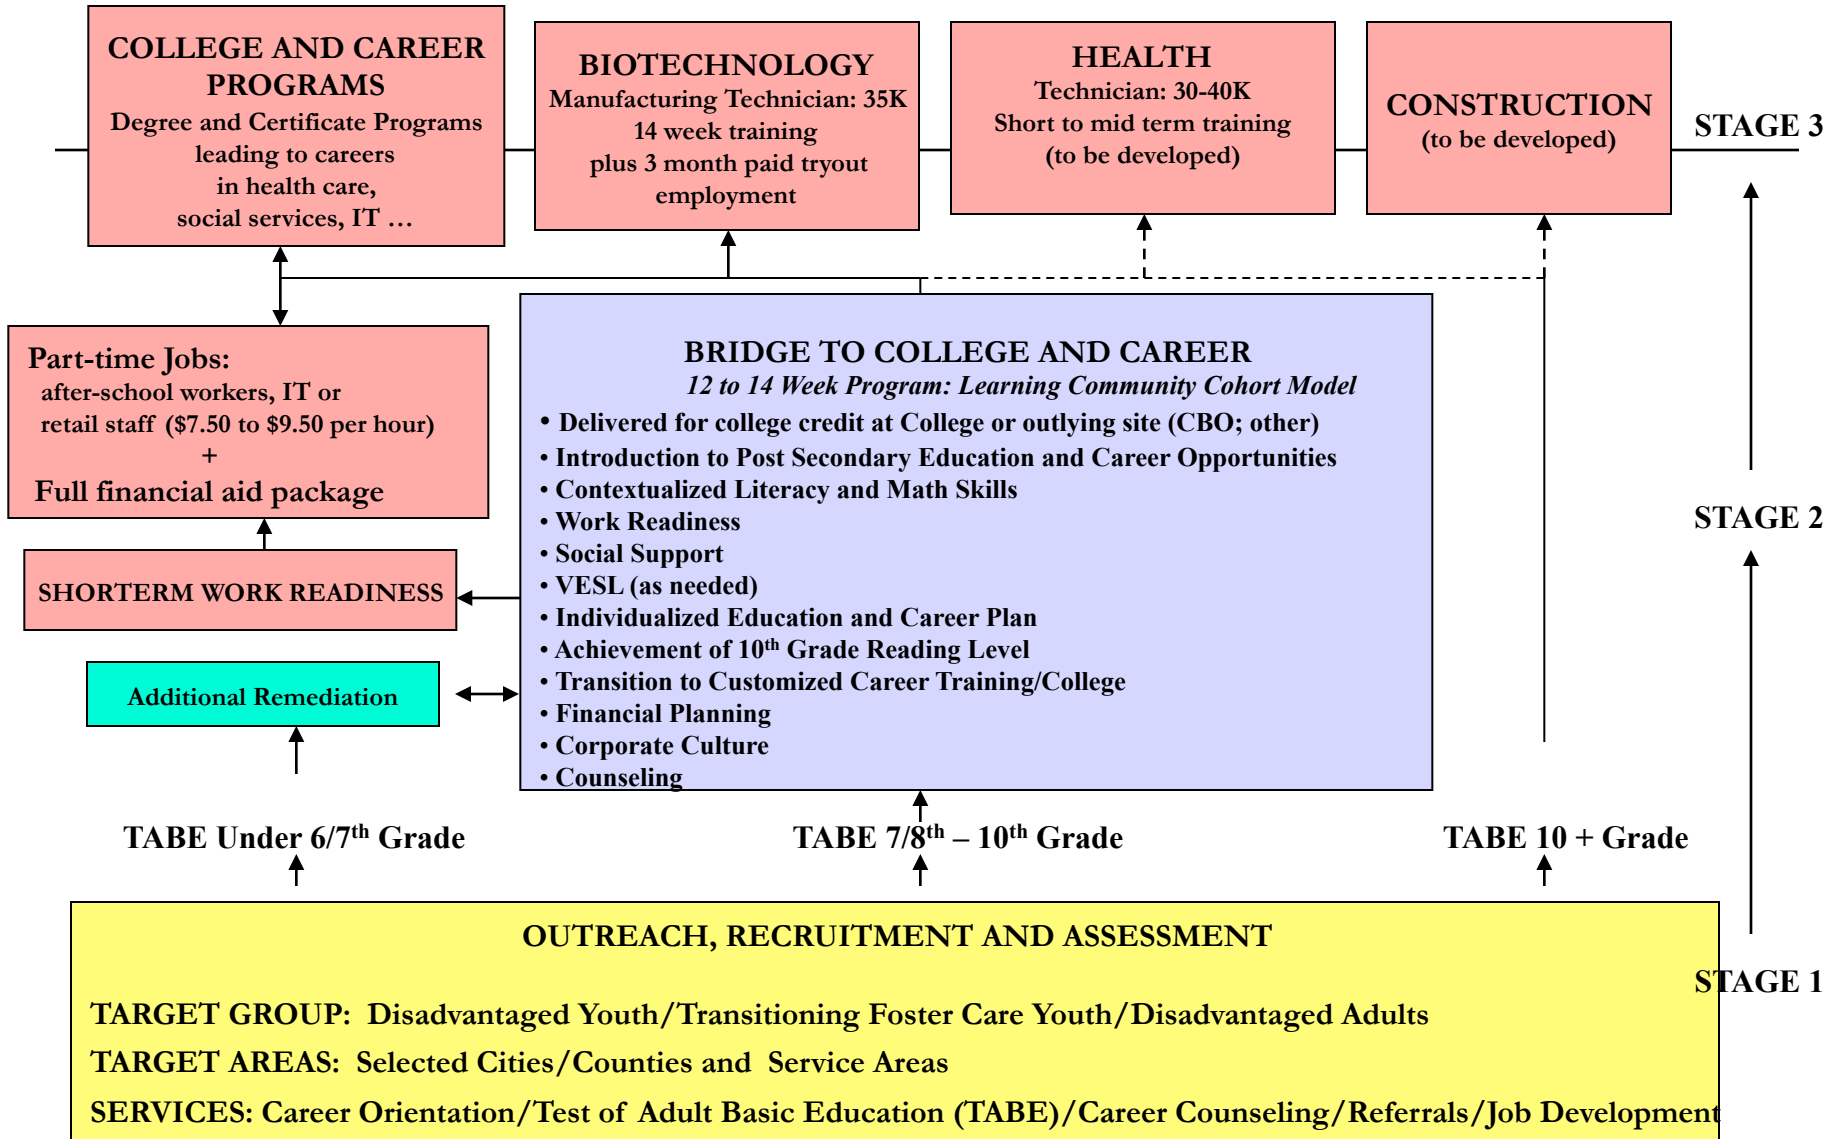 COLLEGE AND CAREER
PROGRAMS
Degree and Certificate Programs
leading to careers
in health care,
social services, IT …
BIOTECHNOLOGY
Manufacturing Technician: 35K
14 week training
plus 3 month paid tryout
employment
HEALTH
Technician: 30-40K
Short to mid term training
(to be developed)
CONSTRUCTION
(to be developed)
STAGE 3
Part-time Jobs:
after-school workers, IT or
retail staff ($7.50 to $9.50 per hour)
+
Full financial aid package
SHORTERM WORK READINESS
Additional Remediation
BRIDGE TO COLLEGE AND CAREER
12 to 14 Week Program: Learning Community Cohort Model
• Delivered for college credit at College or outlying site (CBO; other)
• Introduction to Post Secondary Education and Career Opportunities
• Contextualized Literacy and Math Skills
• Work Readiness
• Social Support
• VESL (as needed)
• Individualized Education and Career Plan
• Achievement of 10th Grade Reading Level
• Transition to Customized Career Training/College
• Financial Planning
• Corporate Culture
• Counseling
STAGE 2
TABE Under 6/7th Grade
TABE 7/8th – 10th Grade
TABE 10 + Grade
OUTREACH, RECRUITMENT AND ASSESSMENT
STAGE 1
TARGET GROUP: Disadvantaged Youth/Transitioning Foster Care Youth/Disadvantaged Adults
TARGET AREAS: Selected Cities/Counties and Service Areas
SERVICES: Career Orientation/Test of Adult Basic Education (TABE)/Career Counseling/Referrals/Job Development